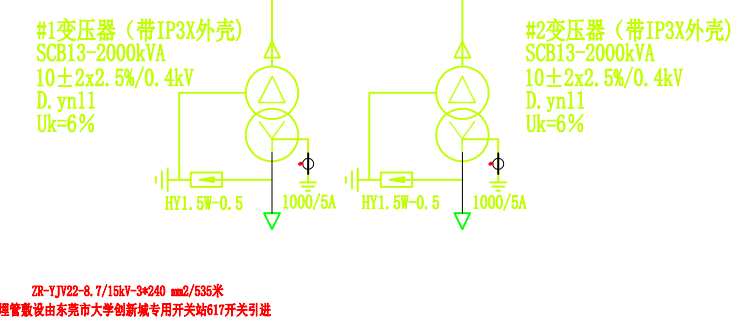 #1变压器（带IP3X外壳)
SCB13-2000kVA
10±2x2.5%/0.4kV
D.yn11
Uk=6%
#2变压器（带IP3X外壳)
SCB13-2000kVA
10±2x2.5%/0.4kV
D.yn11
Uk=6%
HY1.5W-0.5
1000/5A
HY1.5W-0.5
1000/5A
ZR-YJV22-8.7/15kV-3*240 mm2/535米
埋管敷设由东莞市大学创新城专用开关站617开关引进